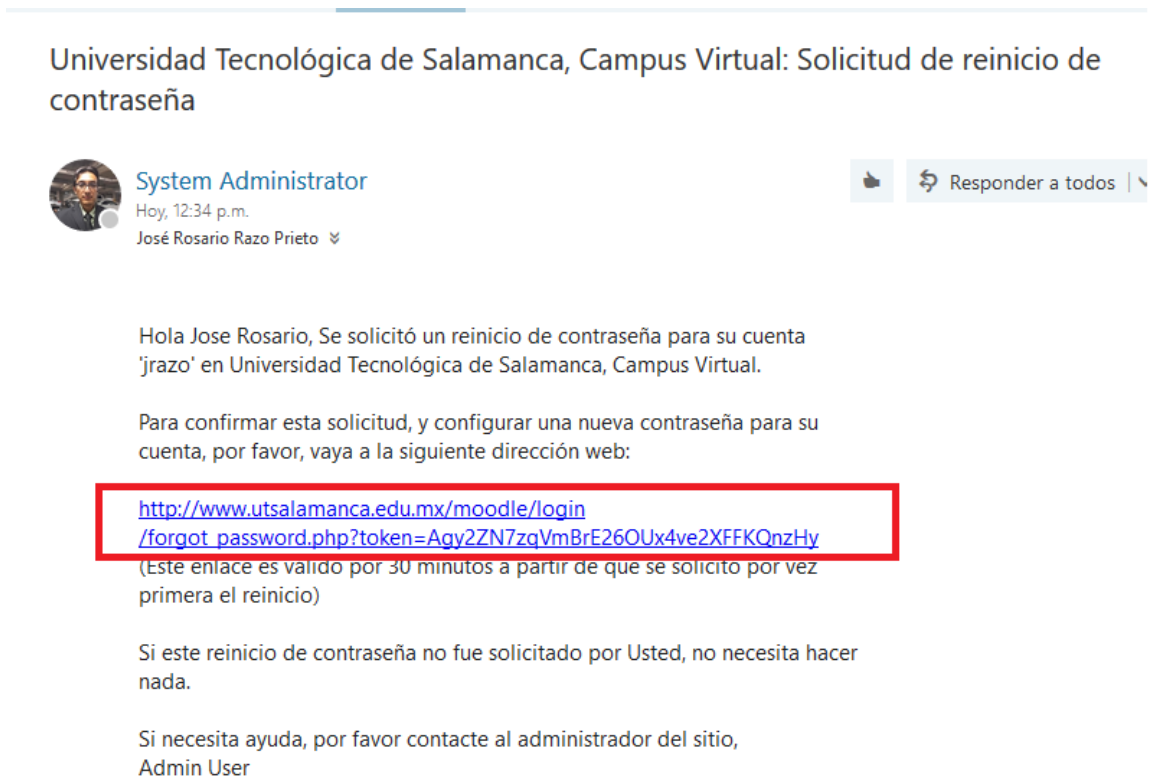 Universidad Tecnológica de Salamanca, Campus Virtual: Solicitud de reinicio de
contraseña
System Administrator
Responder a todos
Hoy, 12:34 p.m.
José Rosario Razo Prieto
Hola Jose Rosario, Se solicitó un reinicio de contraseña para su cuenta
'jrazo' en Universidad Tecnológica de Salamanca, Campus Virtual.
Para confirmar esta solicitud, y configurar una nueva contraseña para su
cuenta, por favor, vaya a la siguiente dirección web:
http://www.utsalamanca.edu.mx/moodle/login
/forgot_password.php?token=Agy2ZN7zqVmBrE26OUx4ve2XFFKQnzHy
(Este enlace es válido por 30 minutos a partir de que se solicitó por vez
primera el reinicio)
Si este reinicio de contraseña no fue solicitado por Usted, no necesita hacer
nada.
Si necesita ayuda, por favor contacte al administrador del sitio,
Admin User